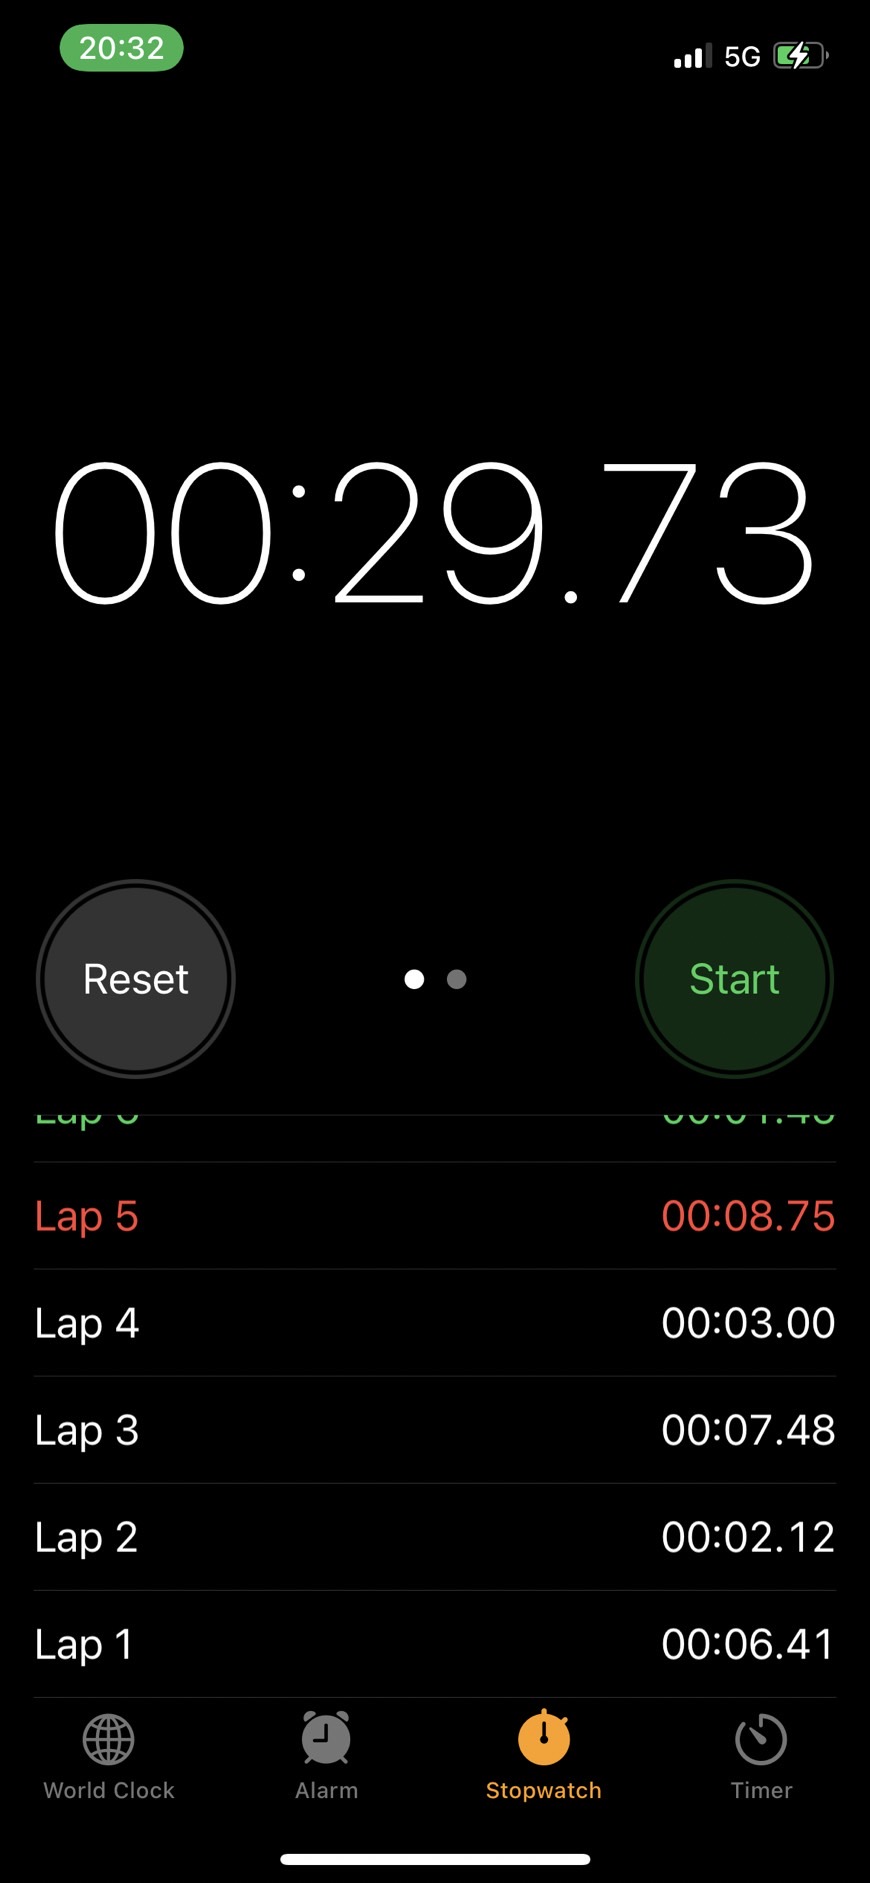 20:32
5G
00:29.73
Reset
Start
Lap 6
Lap 5 00:08.75
Lap 4 00:03.00
Lap 3 00:07.48
Lap 2 00:02.12
Lap 1 00:06.41
World Clock Alarm Stopwatch Timer